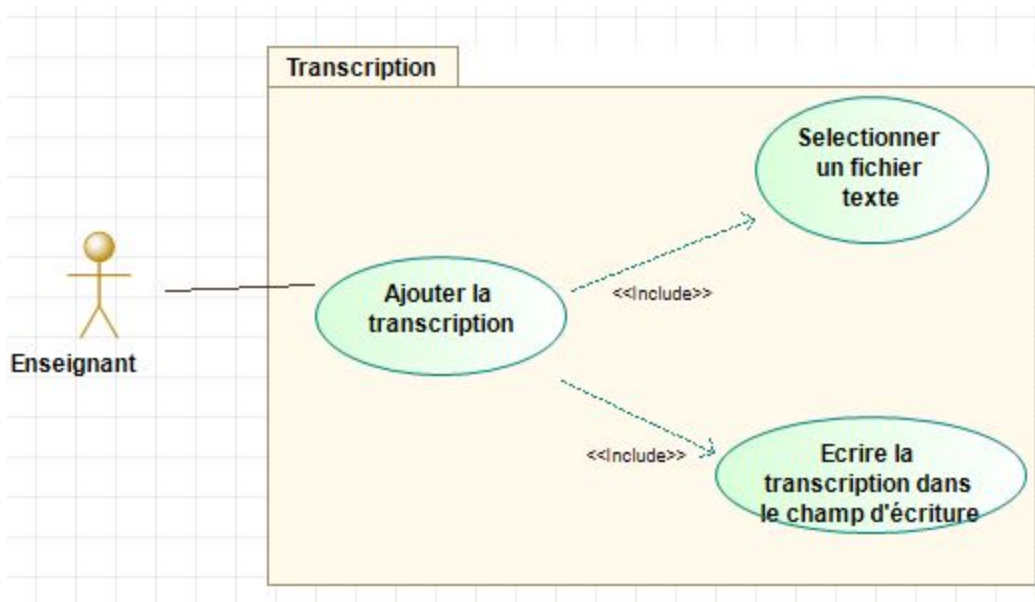 Transcription
Selectionner
un fichier
texte
Ajouter la
transcription
<<Include>>
Enseignant
<<Include>>
Ecrire la
transcription dans
le champ d'écriture